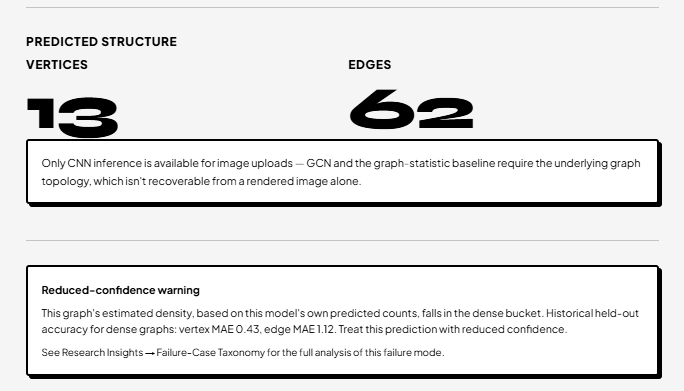 PREDICTED STRUCTURE
VERTICES
EDGES
13
62
Only CNN inference is available for image uploads — GCN and the graph-statistic baseline require the underlying graph
topology, which isn't recoverable from a rendered image alone.
Reduced-confidence warning
This graph's estimated density, based on this model's own predicted counts, falls in the dense bucket. Historical held-out
accuracy for dense graphs: vertex MAE 0.43, edge MAE 1.12. Treat this prediction with reduced confidence.
See Research Insights → Failure-Case Taxonomy for the full analysis of this failure mode.